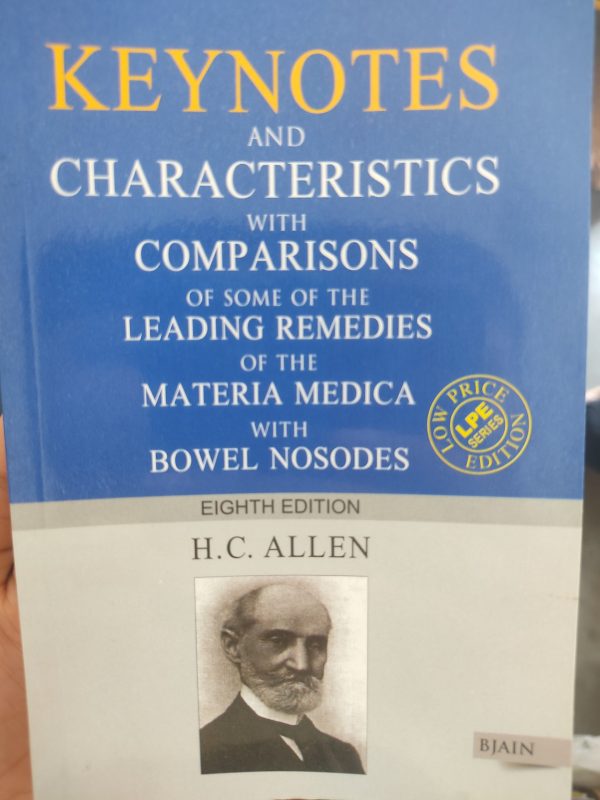 KEYNOTES
AND
CHARACTERISTICS
WITH
COMPARISONS
OF SOME OF THE
LEADING REMEDIES
OF THE
MATERIA MEDICA
WITH
BOWEL NOSODES
LOW PRICE
LPE
SERIES
EDITION
EIGHTH EDITION
H.C. ALLEN
BJAIN